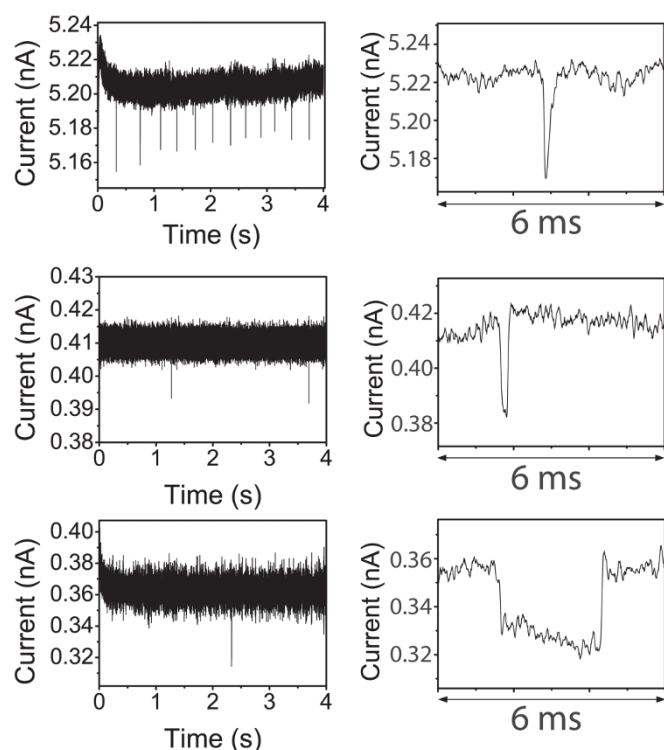 Current (nA)
5.24
5.22
5.20
5.18
5.16
0 1 2 3 4
Time (s)
Current (nA)
5.24
5.22
5.20
5.18
6 ms
Current (nA)
0.43
0.42
0.41
0.40
0.39
0.38
0 1 2 3 4
Time (s)
Current (nA)
0.42
0.40
0.38
6 ms
Current (nA)
0.40
0.38
0.36
0.34
0.32
0 1 2 3 4
Time (s)
Current (nA)
0.36
0.33
0.32
6 ms